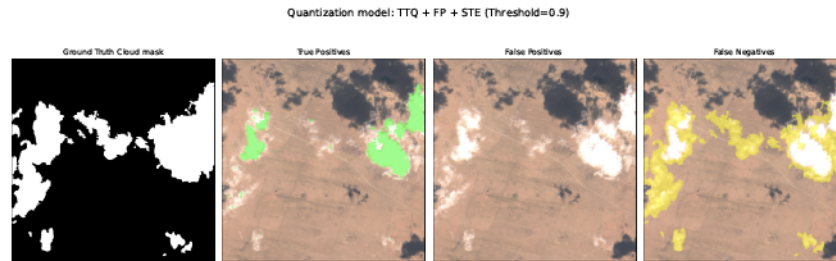 Quantization model: TTQ + FP + STE (Threshold=0.9)
Ground Truth Cloud mask
True Positives
False Positives
False Negatives